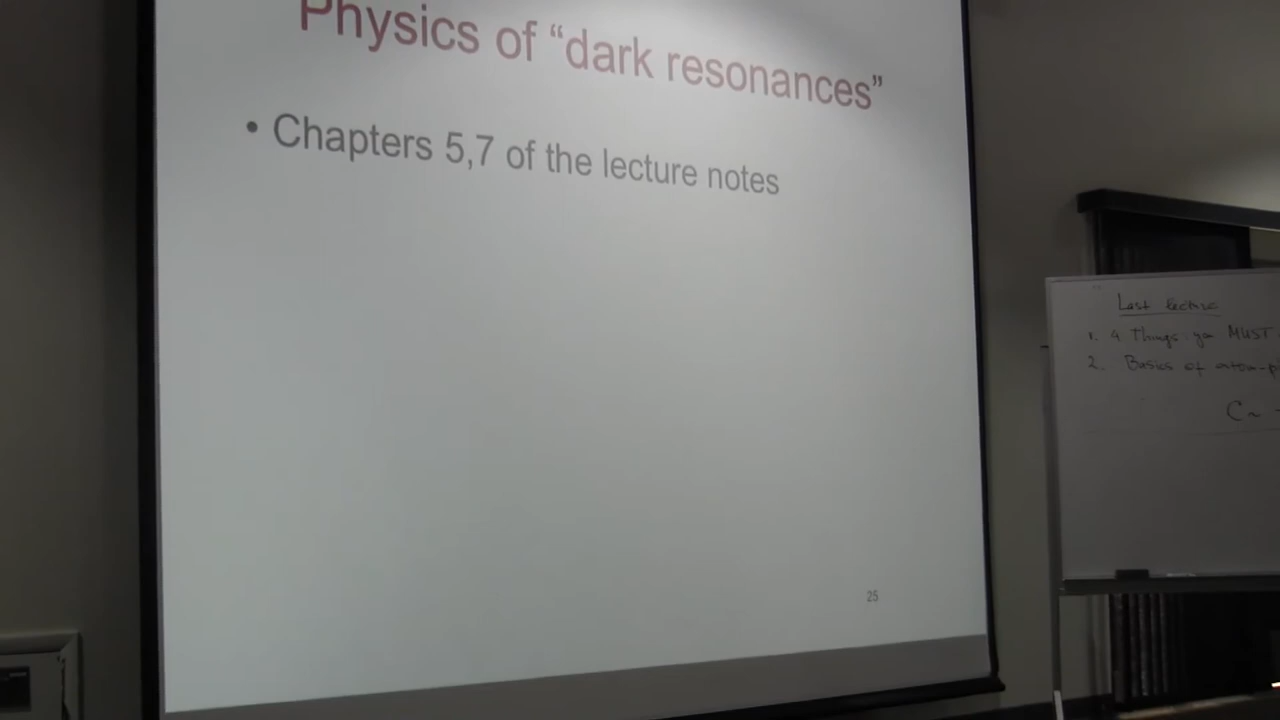 Physics of “dark resonances”
• Chapters 5,7 of the lecture notes
25
Last lecture
1. 4 Things you MUST
2. Basics of atom-p
C~